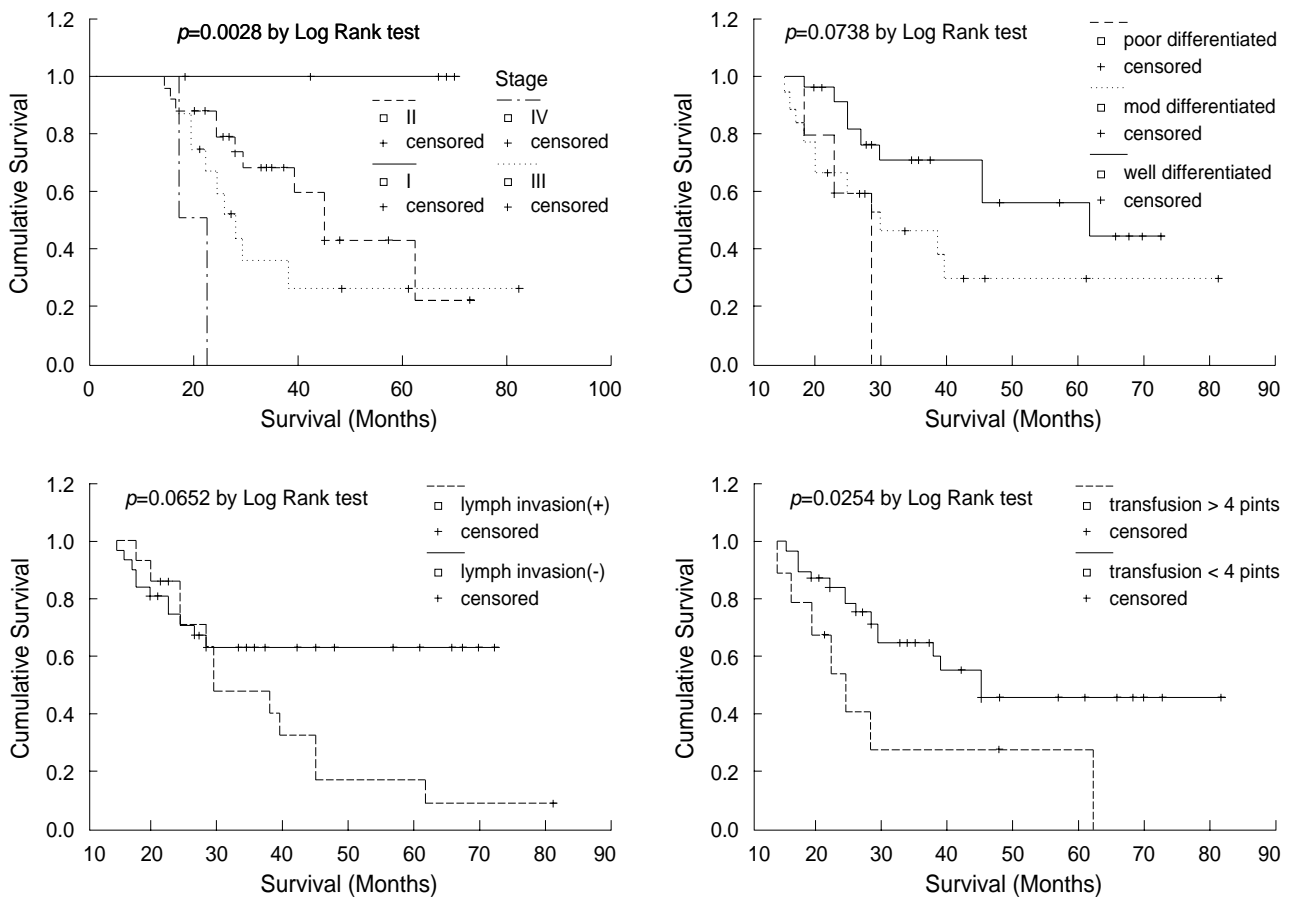 p=0.0028 by Log Rank test
1.2
1.0
0.8
0.6
0.4
0.2
0.0
Cumulative Survival
Stage
II
censored
I
censored
IV
censored
III
censored
0 20 40 60 80 100
Survival (Months)
p=0.0738 by Log Rank test
1.2
1.0
0.8
0.6
0.4
0.2
0.0
Cumulative Survival
poor differentiated
censored
mod differentiated
censored
well differentiated
censored
10 20 30 40 50 60 70 80 90
Survival (Months)
p=0.0652 by Log Rank test
1.2
1.0
0.8
0.6
0.4
0.2
0.0
Cumulative Survival
lymph invasion(+)
censored
lymph invasion(-)
censored
10 20 30 40 50 60 70 80 90
Survival (Months)
p=0.0254 by Log Rank test
1.2
1.0
0.8
0.6
0.4
0.2
0.0
Cumulative Survival
transfusion > 4 pints
censored
transfusion < 4 pints
censored
10 20 30 40 50 60 70 80 90
Survival (Months)